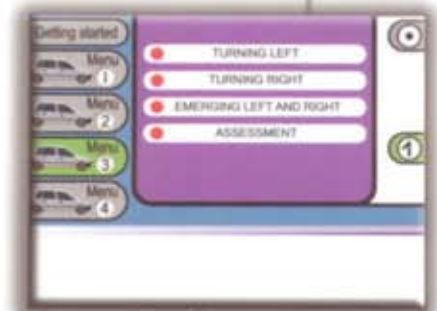 Getting started
Menu
1
Menu
2
Menu
3
Menu
4
TURNING LEFT
TURNING RIGHT
EMERGING LEFT AND RIGHT
ASSESSMENT
1